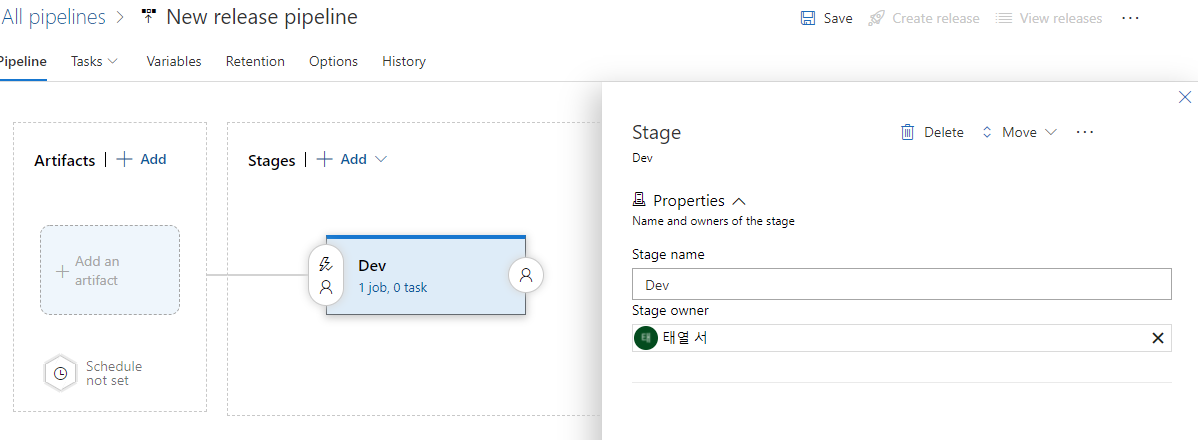 All pipelines > New release pipeline
Save Create release View releases ...
Pipeline Tasks Variables Retention Options History
Artifacts | + Add
Stages | + Add
+ Add an
artifact
Schedule
not set
Dev
1 job, 0 task
Stage
Delete Move ...
Dev
Properties
Name and owners of the stage
Stage name
Dev
Stage owner
태열 서